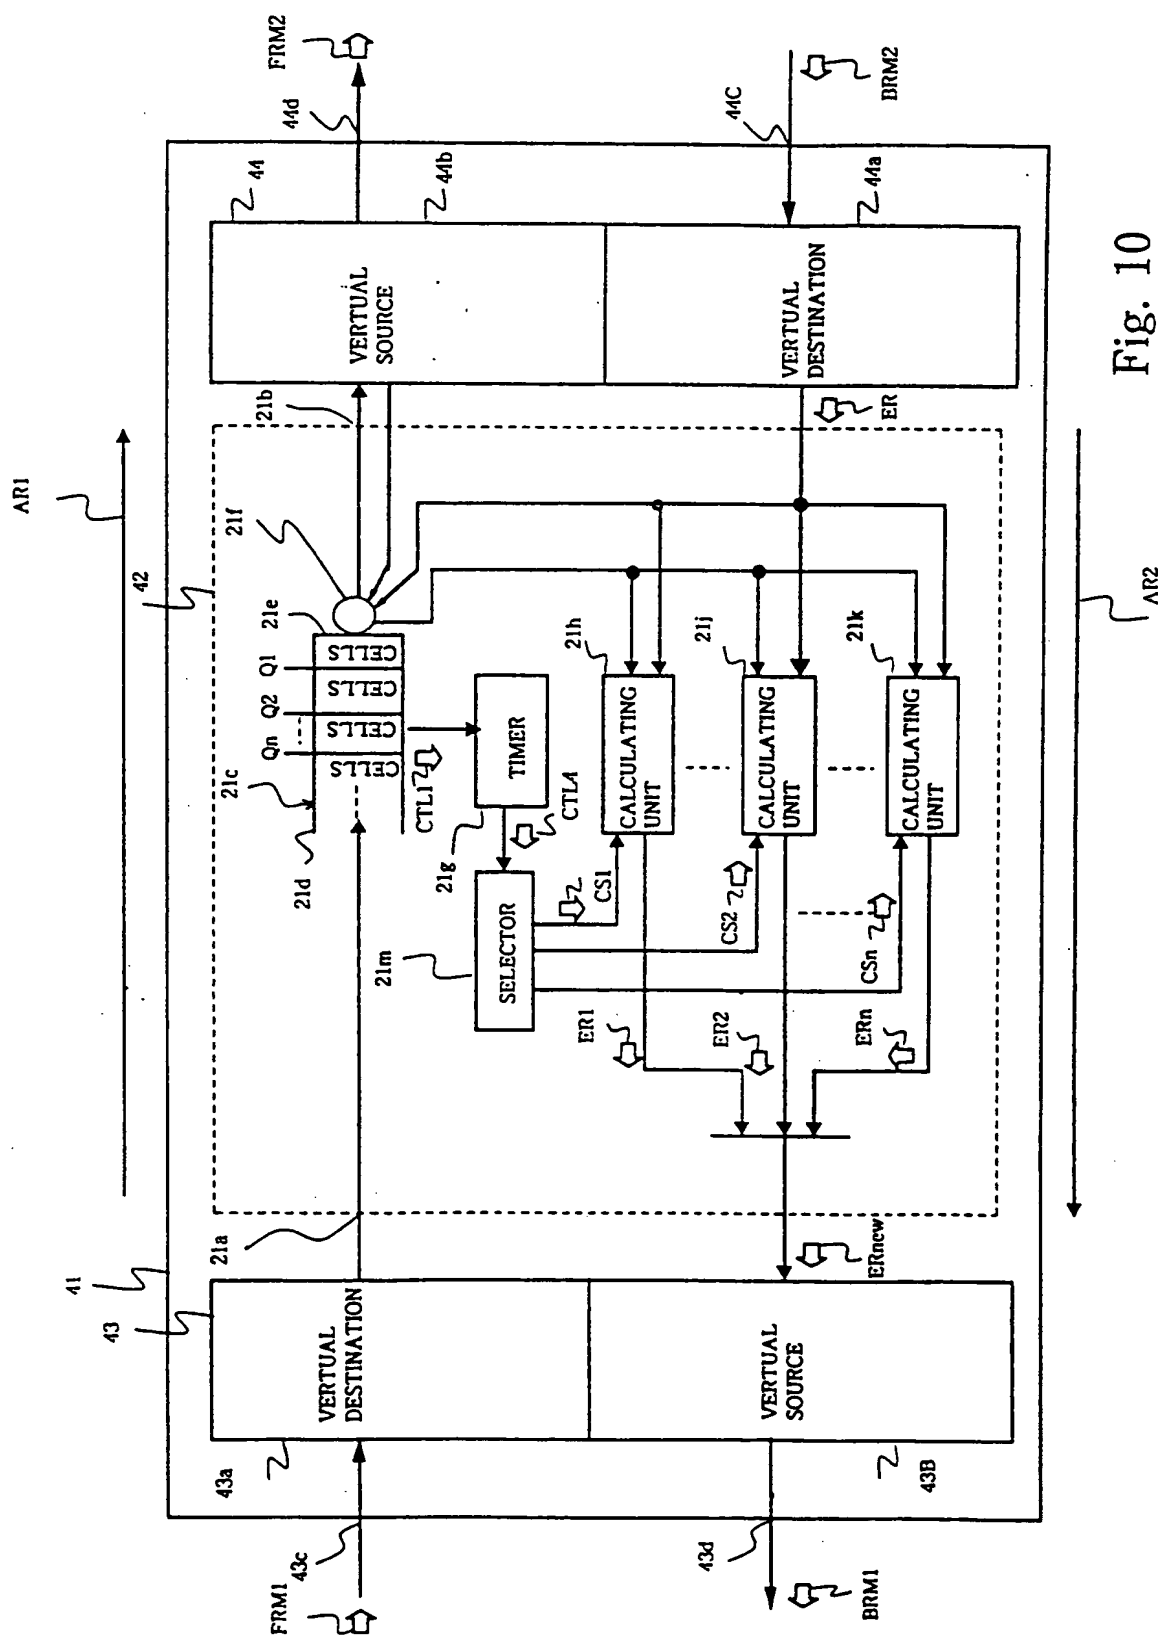 AR1
41
42
43
44
43a
VERTUAL
DESTINATION
FRM1
43c
21a
21d
21c
Qn
Q2
Q1
CELLS
CELLS
CELLS
CELLS
21e
21f
21b
VERTUAL
SOURCE
44b
44d
FRM2
CTL1
TIMER
21g
CTL4
SELECTOR
21m
CS1
CS2
CSn
CALCULATING
UNIT
21h
CALCULATING
UNIT
21j
CALCULATING
UNIT
21k
ER1
ER2
ERn
ERnew
VERTUAL
SOURCE
43B
43d
BRM1
ER
VERTUAL
DESTINATION
44a
44C
BRM2
AR2
Fig. 10